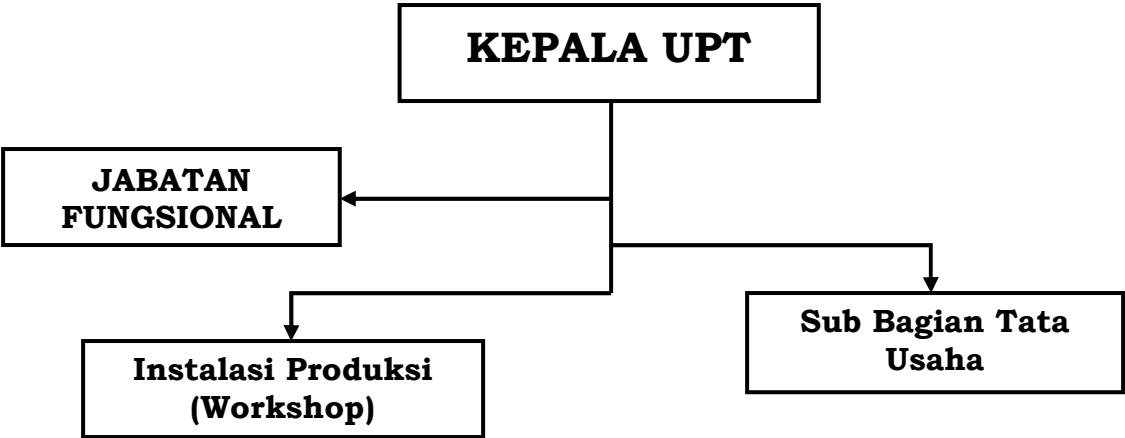 KEPALA UPT
JABATAN
FUNGSIONAL
Sub Bagian Tata
Usaha
Instalasi Produksi
(Workshop)